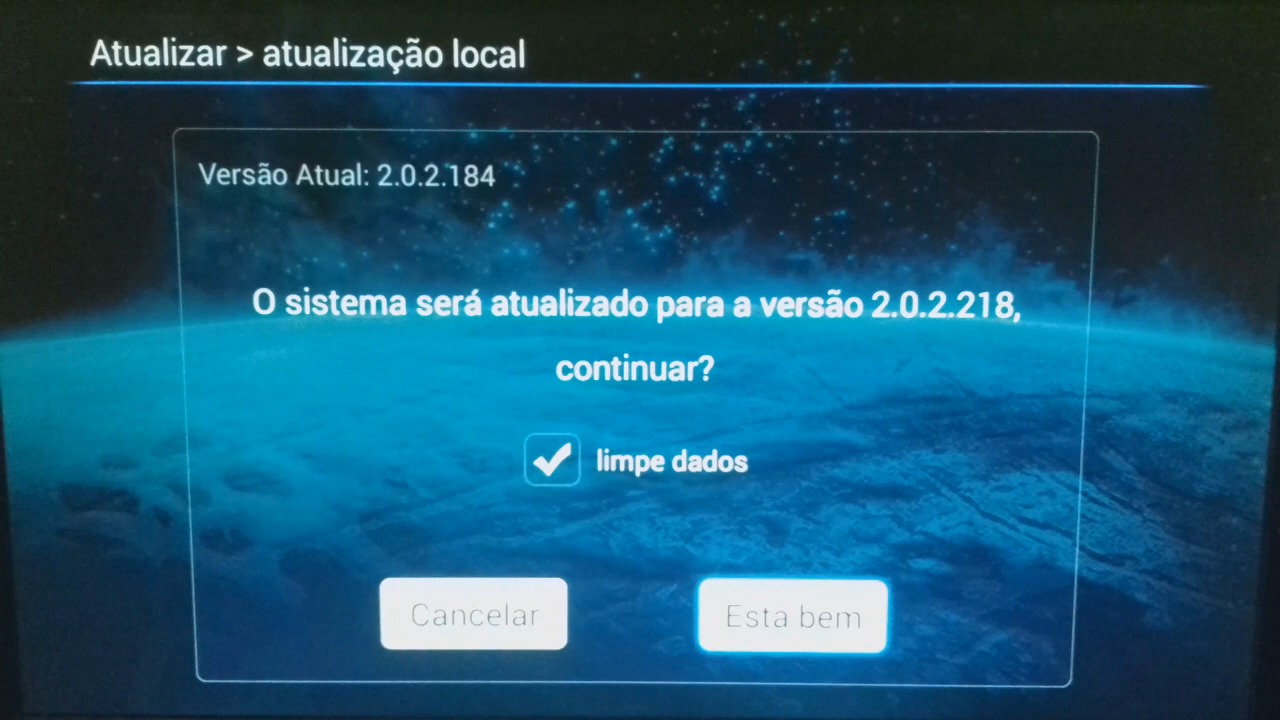 Atualizar > atualização local
Versão Atual: 2.0.2.184
O sistema será atualizado para a versão 2.0.2.218,
continuar?
limpe dados
Cancelar
Esta bem